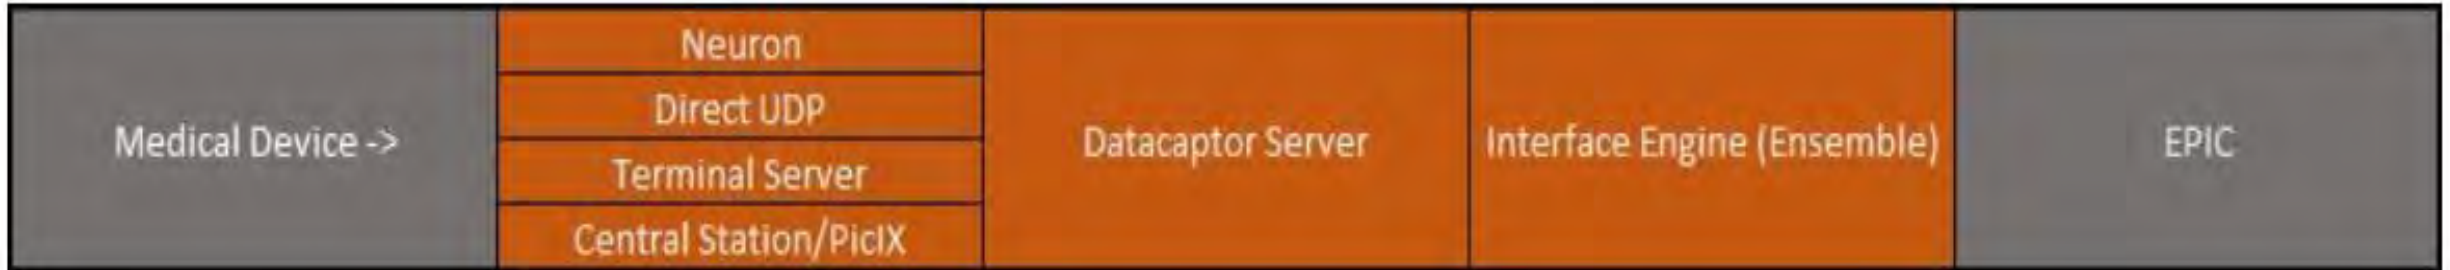 Medical Device ->
Neuron
Direct UDP
Terminal Server
Central Station/PicIX
Datacaptor Server
Interface Engine (Ensemble)
EPIC